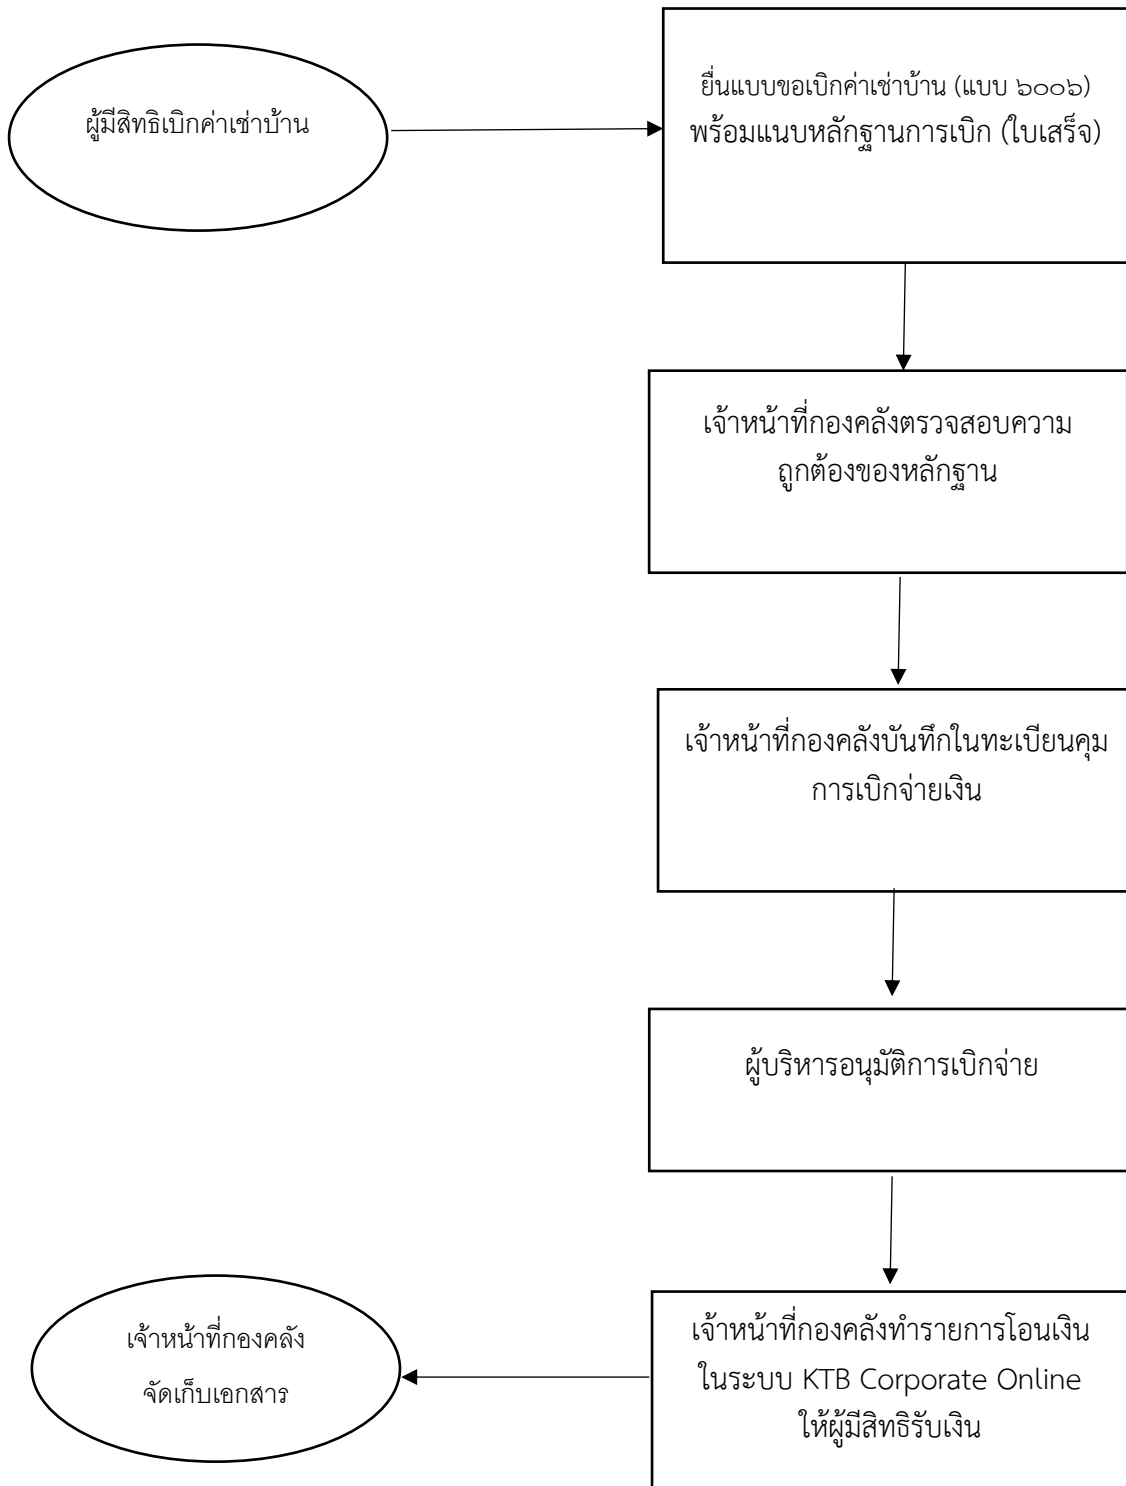 ผู้มีสิทธิเบิกค่าเช่าบ้าน
ยื่นแบบขอเบิกค่าเช่าบ้าน (แบบ ๖๐๐๖)
พร้อมแนบหลักฐานการเบิก (ใบเสร็จ)
เจ้าหน้าที่กองคลังตรวจสอบความ
ถูกต้องของหลักฐาน
เจ้าหน้าที่กองคลังบันทึกในทะเบียนคุม
การเบิกจ่ายเงิน
ผู้บริหารอนุมัติการเบิกจ่าย
เจ้าหน้าที่กองคลังทำรายการโอนเงิน
ในระบบ KTB Corporate Online
ให้ผู้มีสิทธิรับเงิน
เจ้าหน้าที่กองคลัง
จัดเก็บเอกสาร